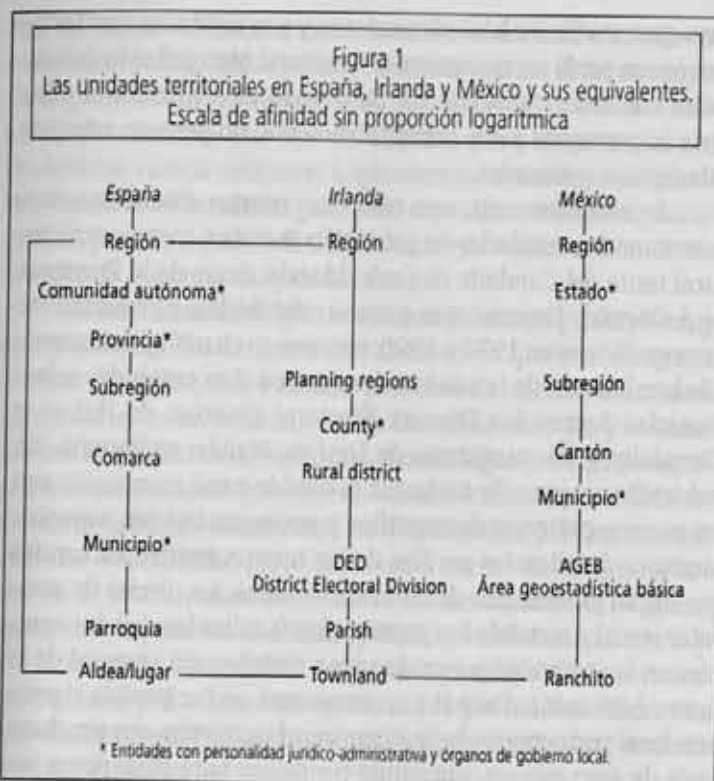 Figura 1
Las unidades territoriales en España, Irlanda y México y sus equivalentes.
Escala de afinidad sin proporción logarítmica
España
Irlanda
México
Región
Región
Región
Comunidad autónoma*
Estado*
Provincia*
Subregión
Planning regions
Subregión
County*
Comarca
Rural district
Cantón
Municipio*
Municipio*
DED
District Electoral Division
AGEB
Área geoestadística básica
Parroquia
Parish
Aldea/lugar
Townland
Ranchito
* Entidades con personalidad jurídico-administrativa y órganos de gobierno local.